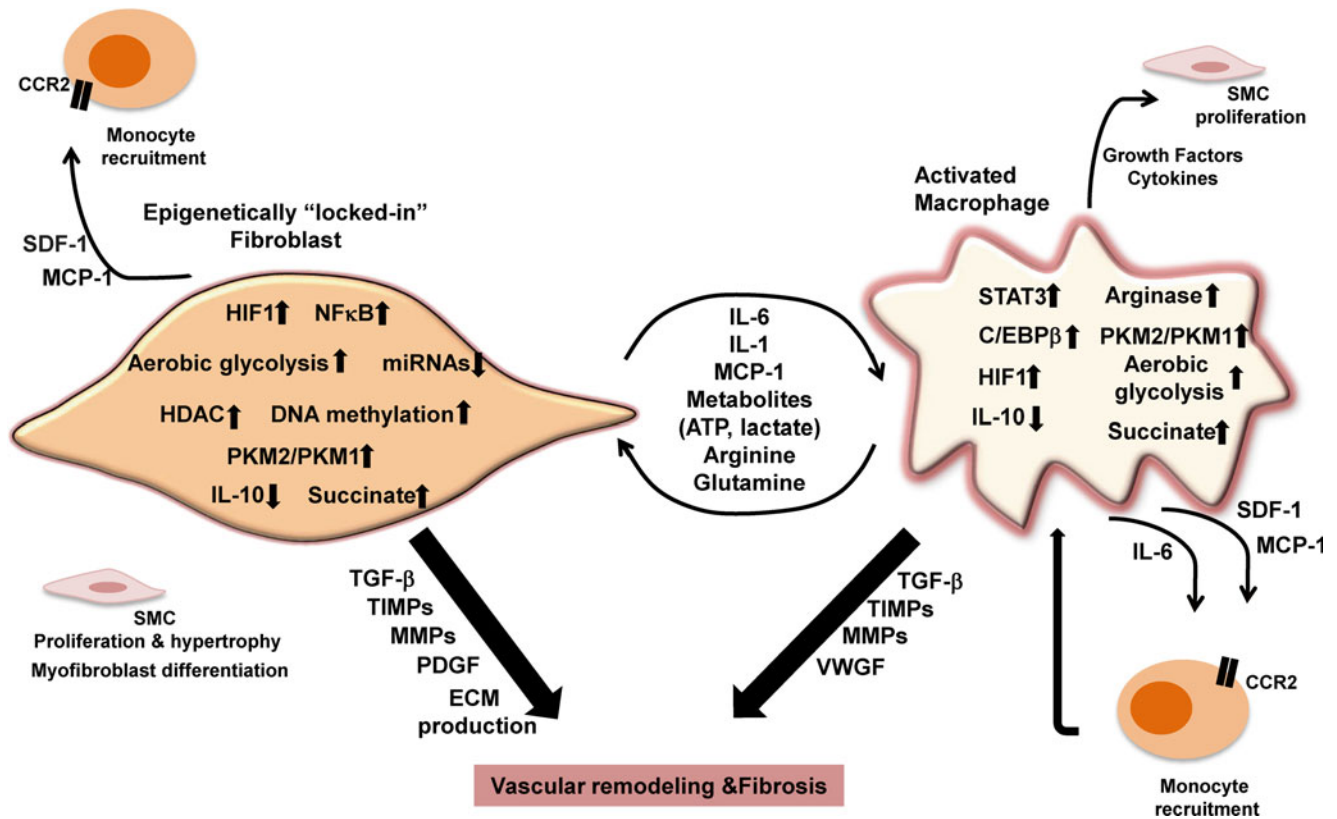 CCR2
Monocyte
recruitment
SDF-1
MCP-1
Epigenetically “locked-in”
Fibroblast
HIF1⬆ NFκB⬆
Aerobic glycolysis⬆ miRNAs⬇
HDAC⬆ DNA methylation⬆
PKM2/PKM1⬆
IL-10⬇ Succinate⬆
SMC
Proliferation & hypertrophy
Myofibroblast differentiation
TGF-β
TIMPs
MMPs
PDGF
ECM
production
IL-6
IL-1
MCP-1
Metabolites
(ATP, lactate)
Arginine
Glutamine
Activated
Macrophage
SMC
proliferation
Growth Factors
Cytokines
STAT3⬆ Arginase⬆
C/EBPβ⬆ PKM2/PKM1⬆
HIF1⬆ Aerobic
glycolysis⬆
IL-10⬇ Succinate⬆
TGF-β
TIMPs
MMPs
VWGF
IL-6
SDF-1
MCP-1
CCR2
Monocyte
recruitment
Vascular remodeling &Fibrosis